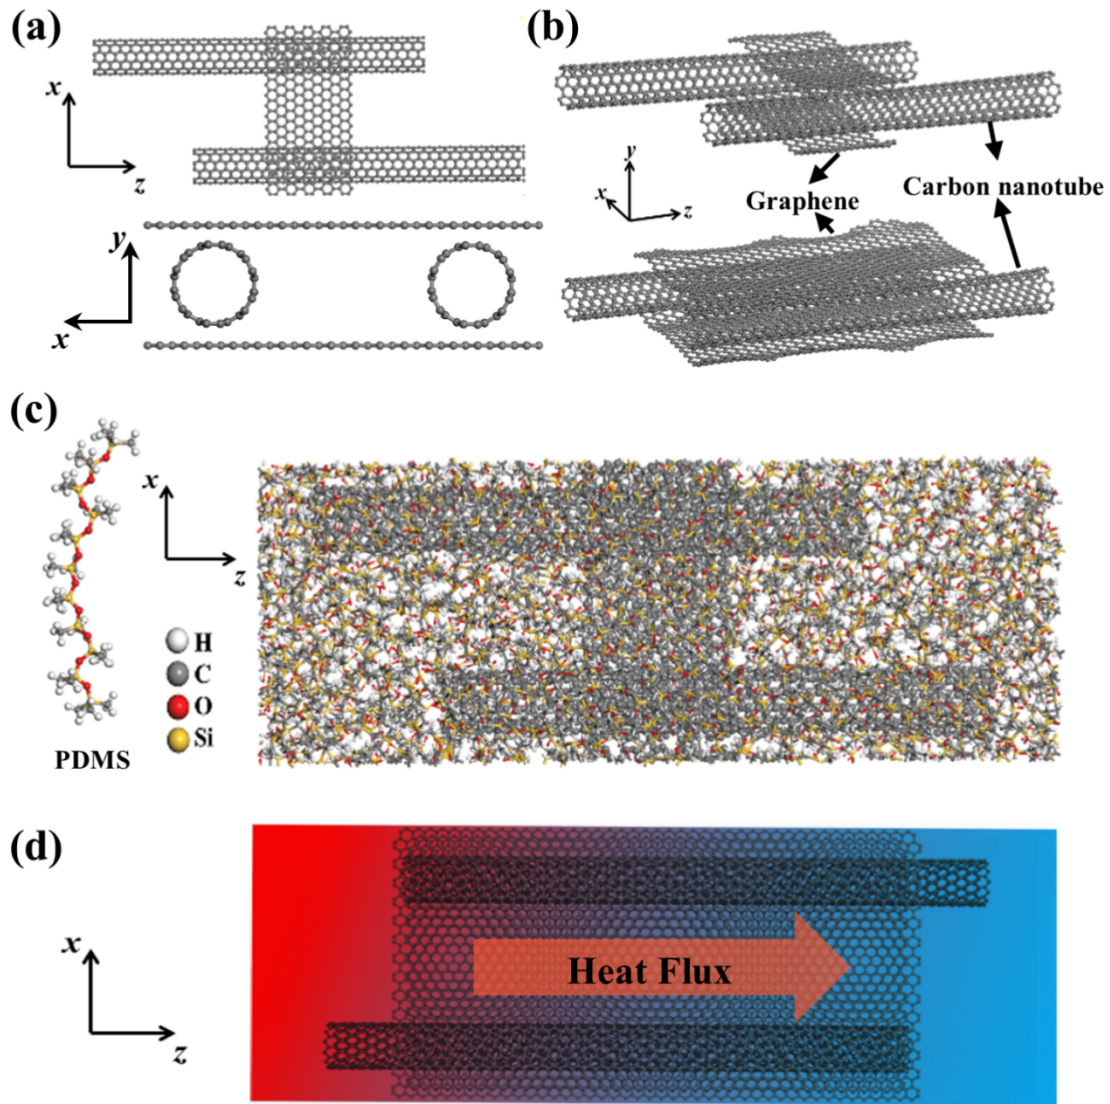 (a)
x
z
y
x
(b)
y
x
z
Graphene
Carbon nanotube
(c)
PDMS
H
C
O
Si
x
z
(d)
x
z
Heat Flux